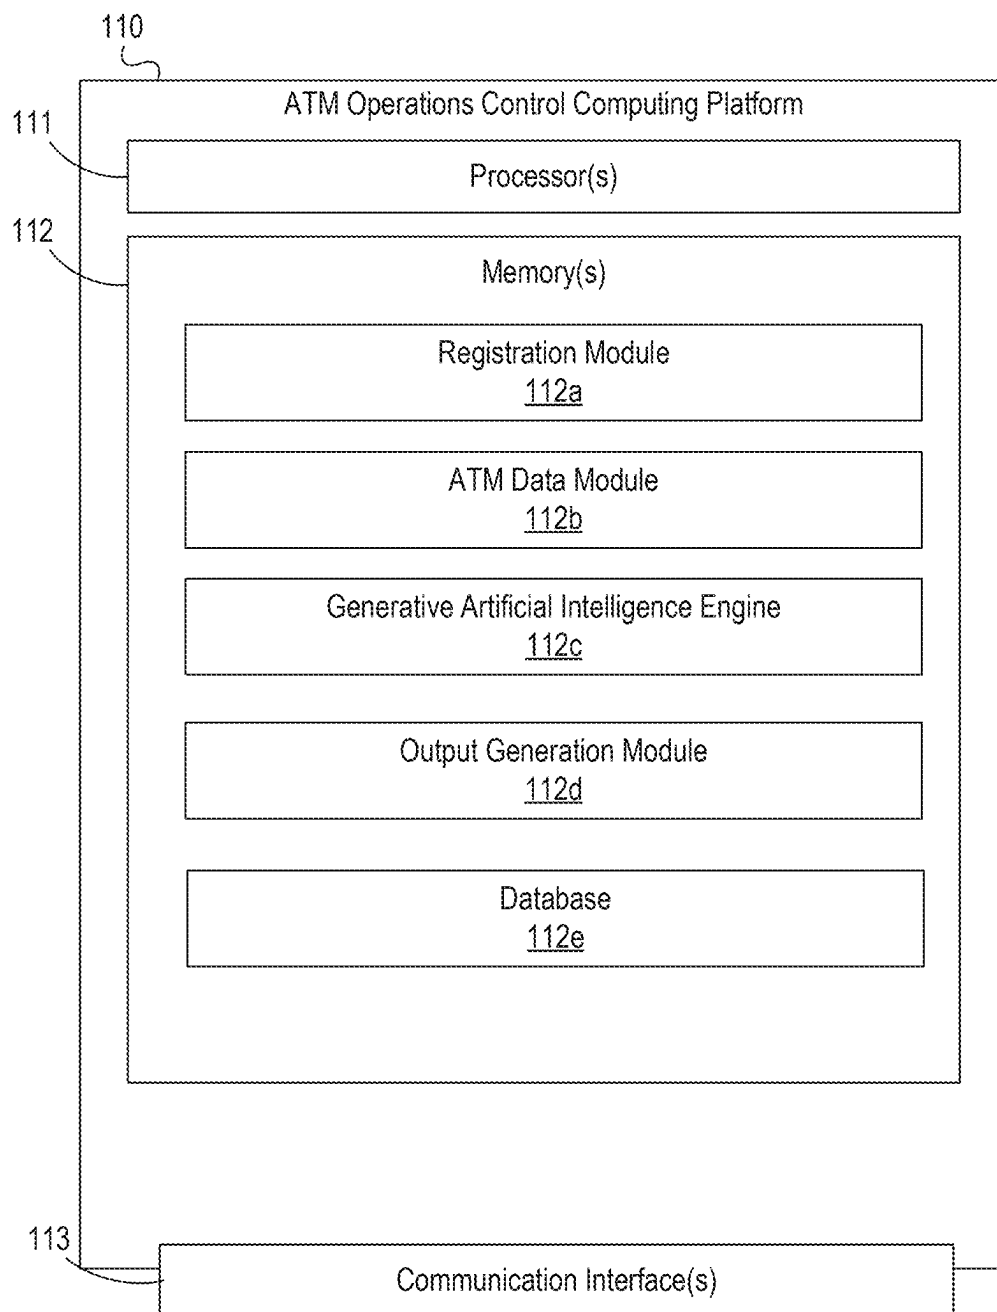 110
ATM Operations Control Computing Platform
111
Processor(s)
112
Memory(s)
Registration Module
112a
ATM Data Module
112b
Generative Artificial Intelligence Engine
112c
Output Generation Module
112d
Database
112e
113
Communication Interface(s)